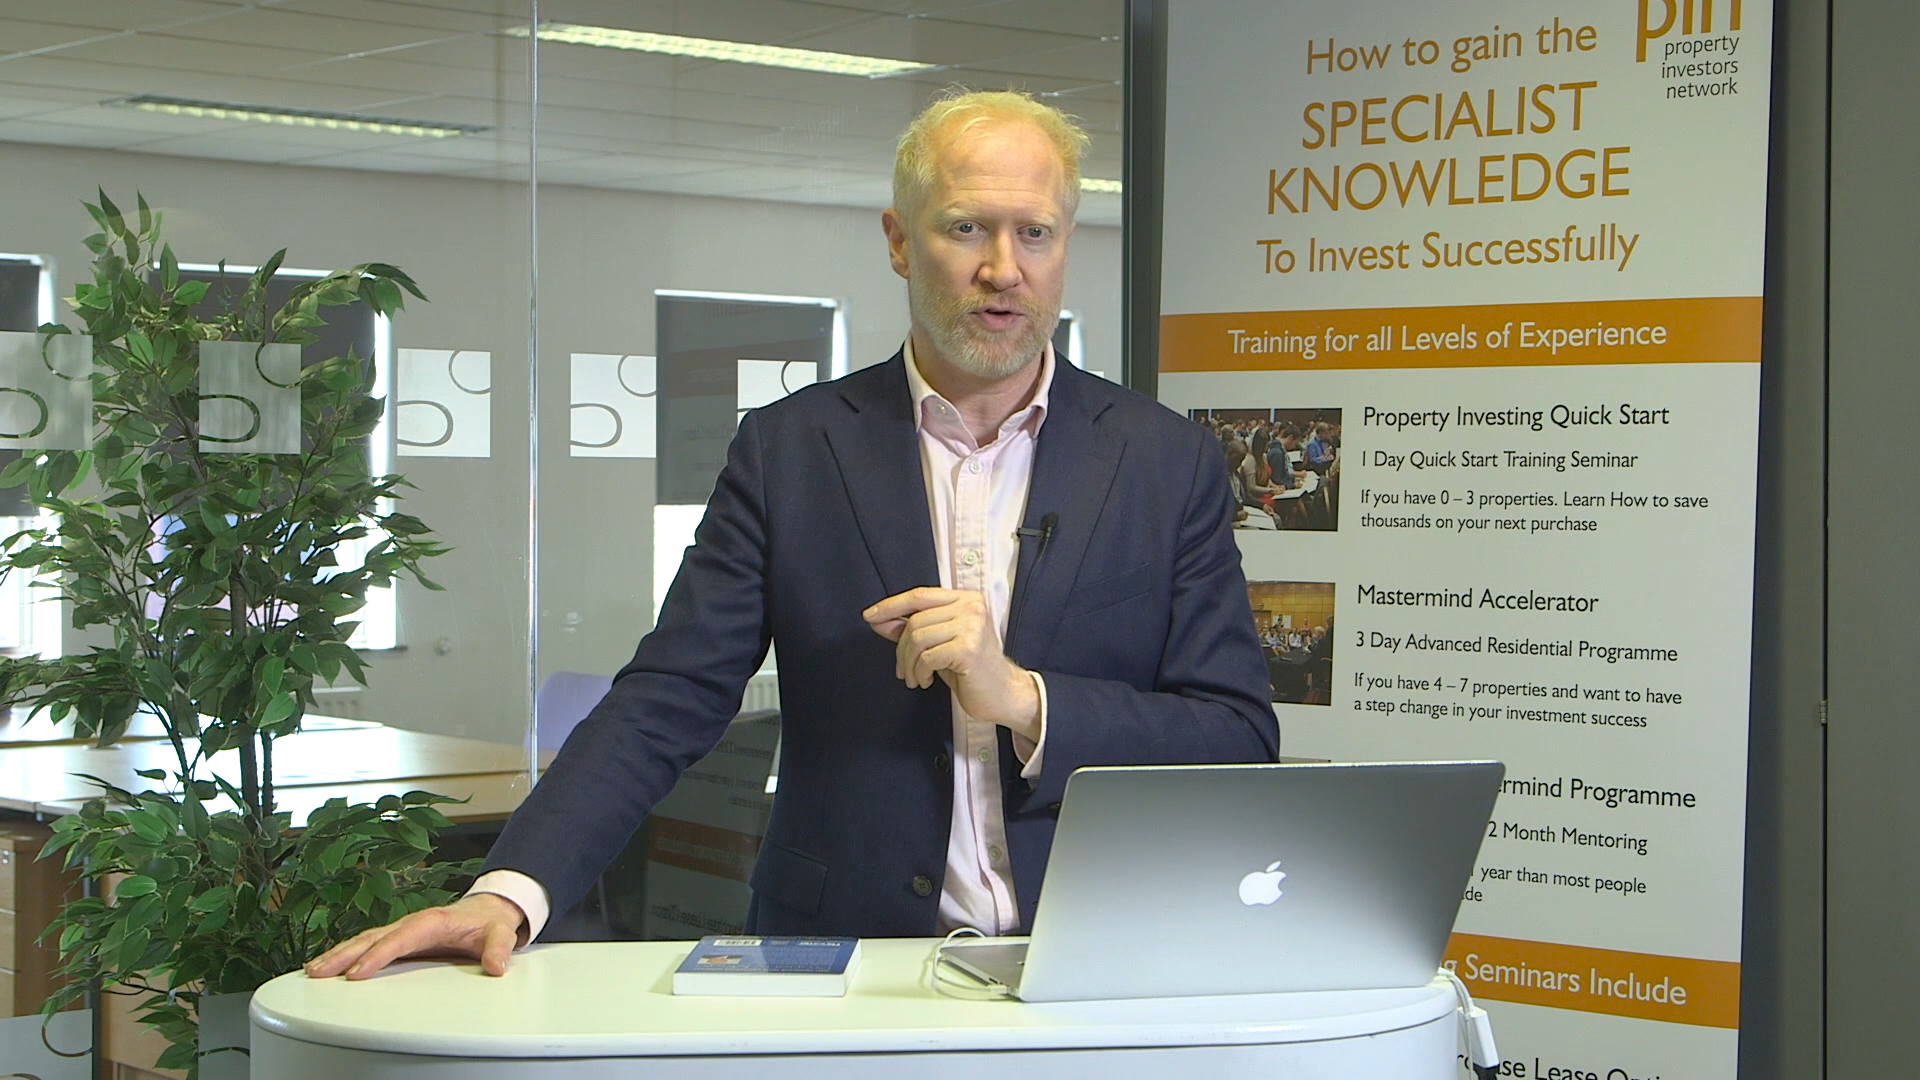 pin
property
investors
network
How to gain the
SPECIALIST
KNOWLEDGE
To Invest Successfully
Training for all Levels of Experience
Property Investing Quick Start
1 Day Quick Start Training Seminar
If you have 0 – 3 properties. Learn How to save
thousands on your next purchase
Mastermind Accelerator
3 Day Advanced Residential Programme
If you have 4 – 7 properties and want to have
a step change in your investment success
ermind Programme
2 Month Mentoring
year than most people
de
g Seminars Include
se Lease Opti